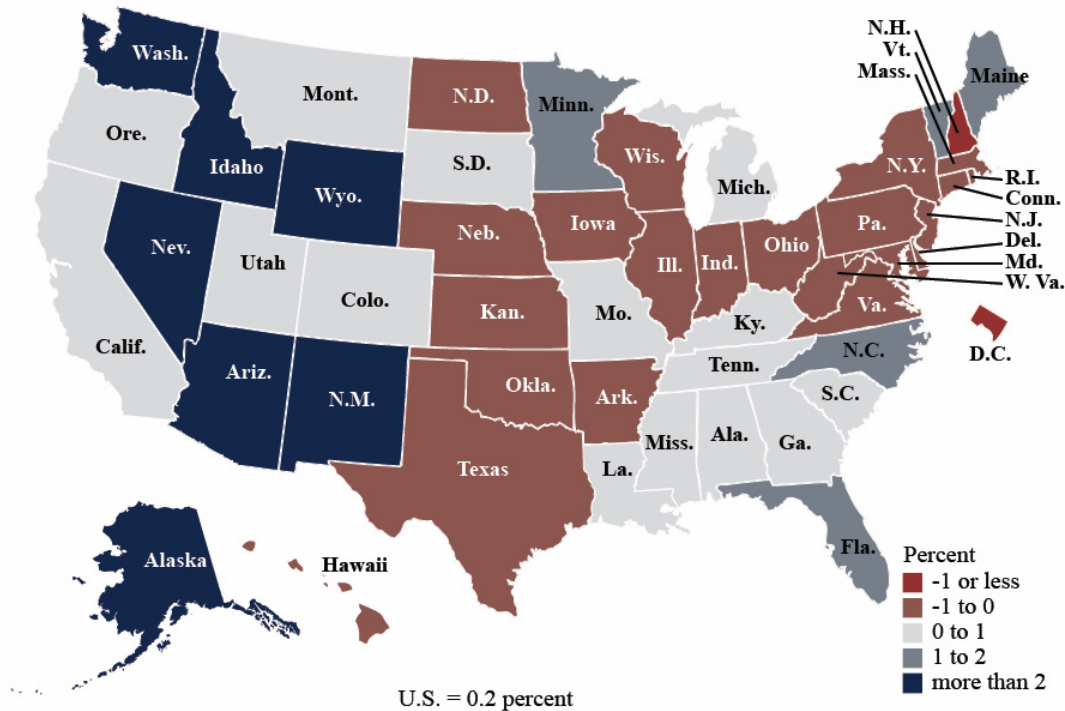 N.H.
Vt.
Mass.
Maine
Wash.
Mont.
N.D.
Minn.
Ore.
Idaho
S.D.
Wis.
Mich.
N.Y.
R.I.
Conn.
N.J.
Del.
Md.
W. Va.
Wyo.
Nev.
Utah
Colo.
Neb.
Iowa
Ill.
Ind.
Ohio
Pa.
Va.
Calif.
Kan.
Mo.
Ky.
D.C.
Ariz.
N.M.
Okla.
Ark.
Tenn.
N.C.
S.C.
Texas
La.
Miss.
Ala.
Ga.
Fla.
Alaska
Hawaii
Percent
-1 or less
-1 to 0
0 to 1
1 to 2
more than 2
U.S. = 0.2 percent